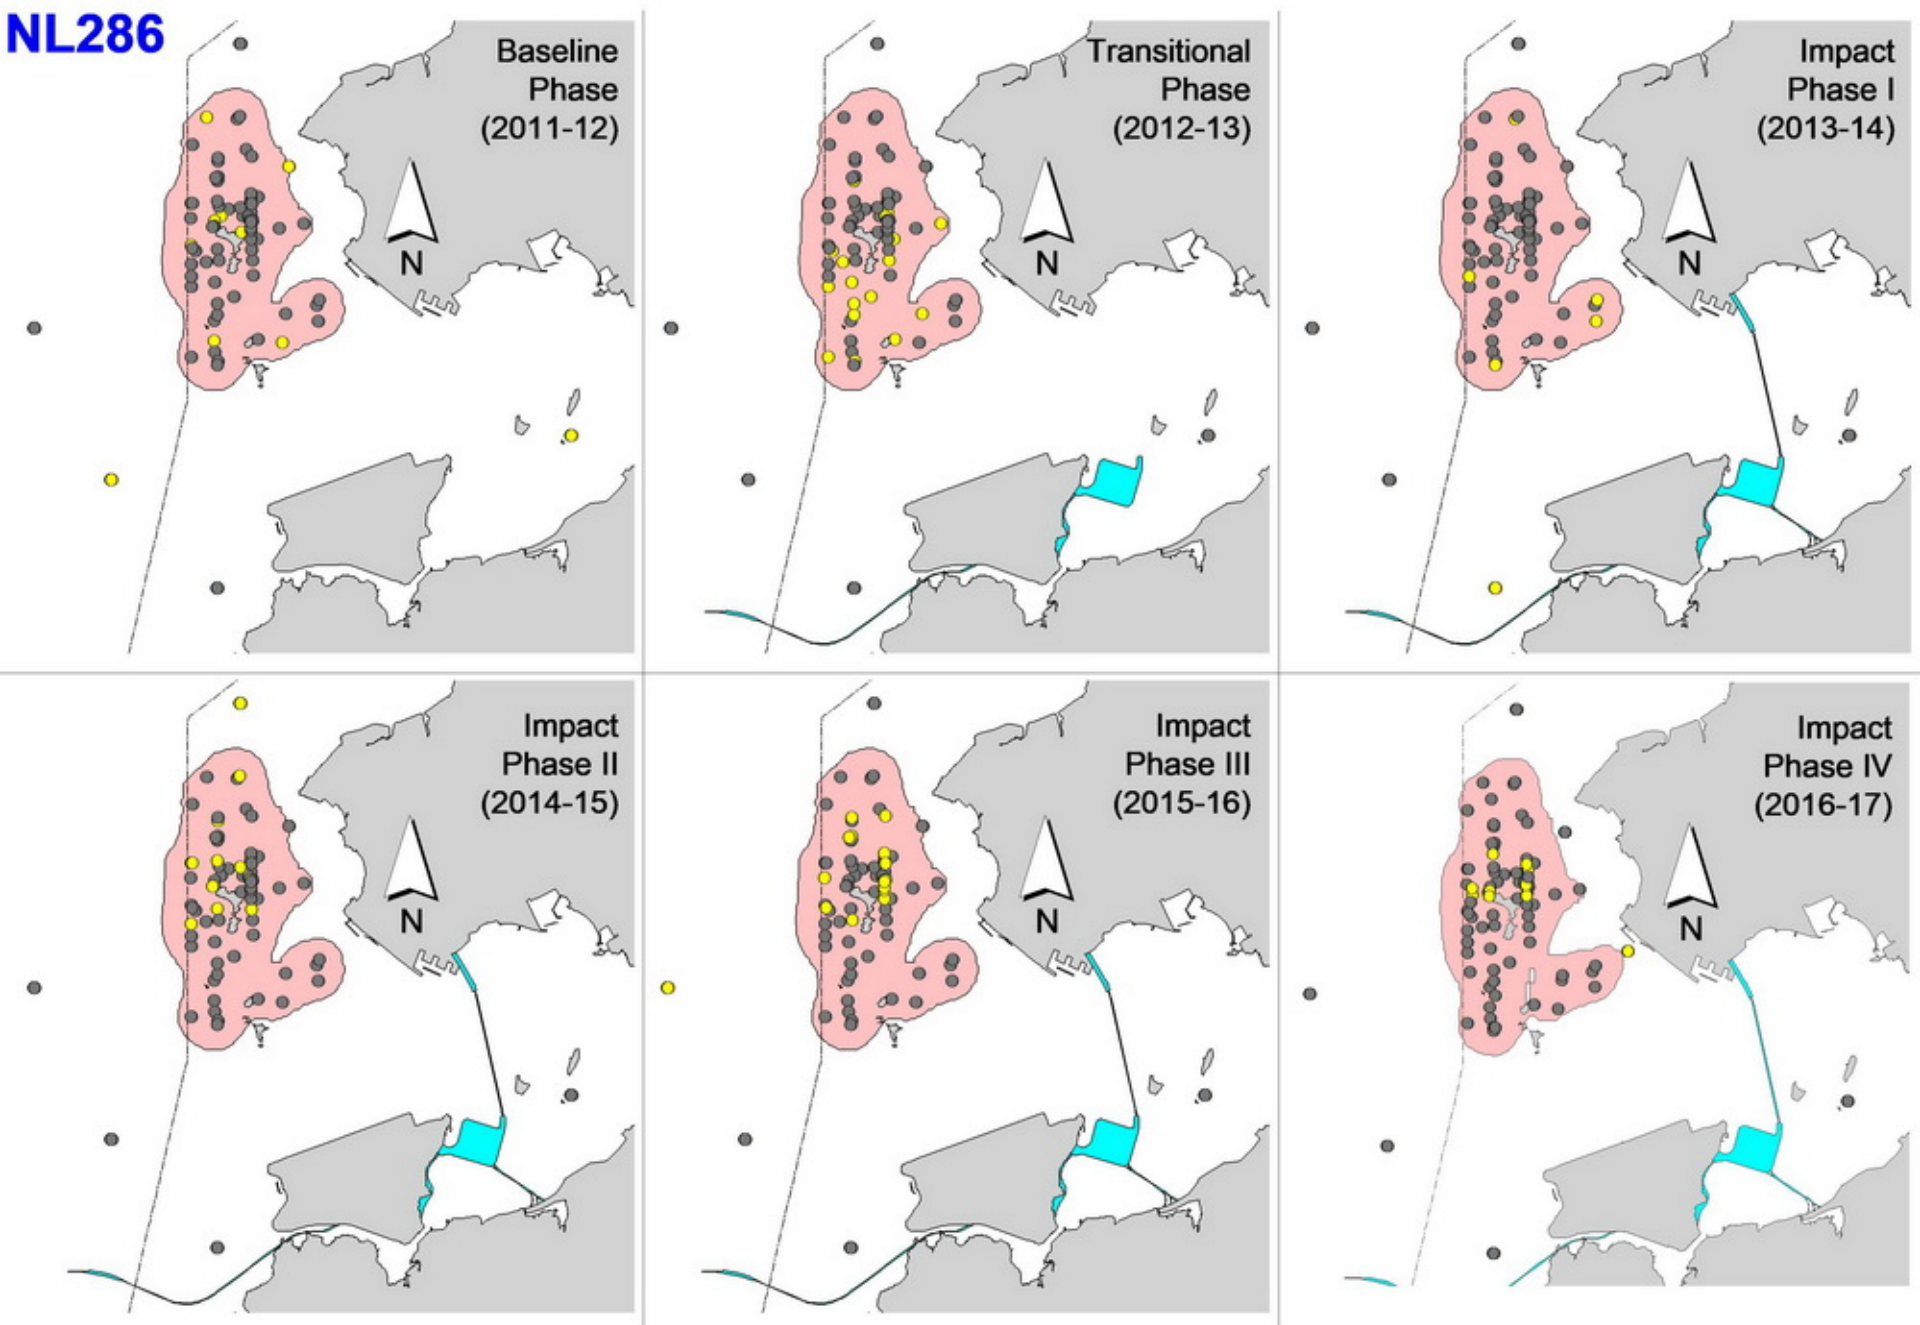 NL286
Baseline
Phase
(2011-12)
N
Transitional
Phase
(2012-13)
N
Impact
Phase I
(2013-14)
N
Impact
Phase II
(2014-15)
N
Impact
Phase III
(2015-16)
N
Impact
Phase IV
(2016-17)
N